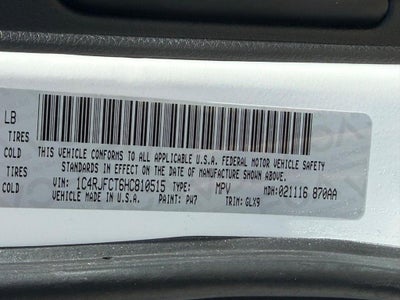 LB
TIRES
COLD
TIRES
COLD
THIS VEHICLE CONFORMS TO ALL APPLICABLE U.S.A. FEDERAL MOTOR VEHICLE SAFETY
STANDARDS IN EFFECT ON THE DATE OF MANUFACTURE SHOWN ABOVE.
VIN: 1C4RJFCT6HC810515 TYPE: MPV MDH:021116 870AA
VEHICLE MADE IN U.S.A. PAINT: PW7 TRIM: GLX9